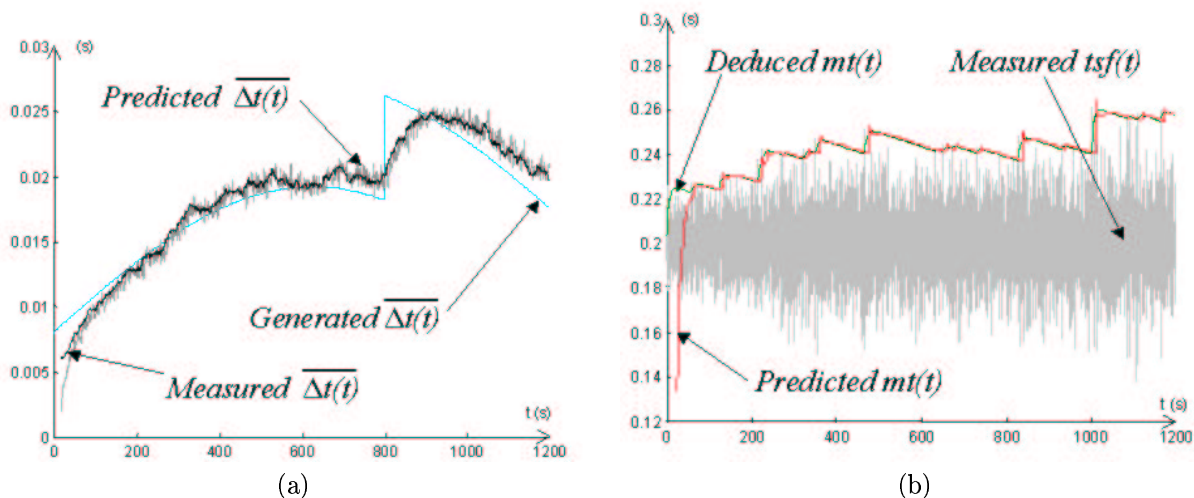 0.03
(s)
0.025
0.02
0.015
0.01
0.005
0
0
200
400
600
800
1000
1200
t (s)
Predicted Δt(t)
Generated Δt(t)
Measured Δt(t)
(a)
0.3
(s)
0.28
0.26
0.24
0.22
0.2
0.18
0.16
0.14
0.12
0
200
400
600
800
1000
1200
t (s)
Deduced mt(t)
Measured tsf(t)
Predicted mt(t)
(b)